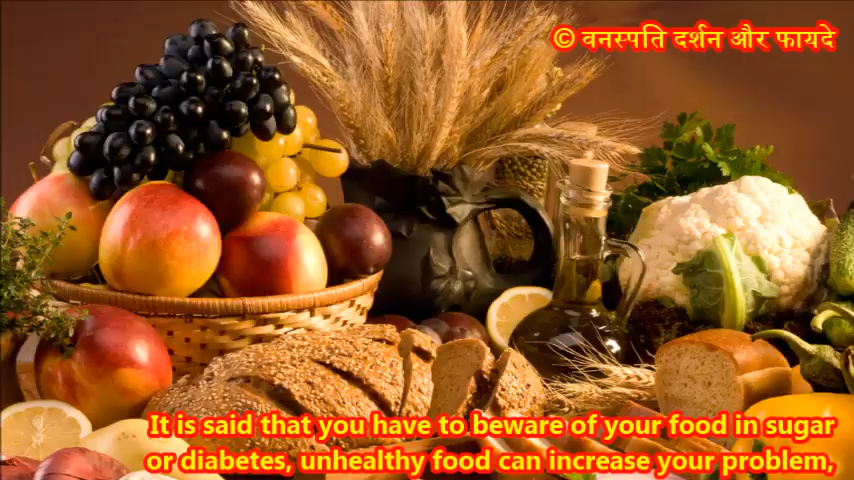 © वनस्पति दर्शन और फायदे
It is said that you have to beware of your food in sugar
or diabetes, unhealthy food can increase your problem,